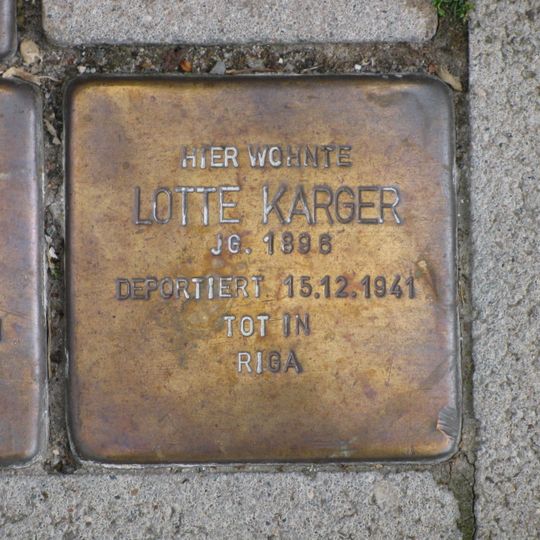 HIER WOHNTE
LOTTE KARGER
JG. 1896
DEPORTIERT 15.12.1941
TOT IN
RIGA